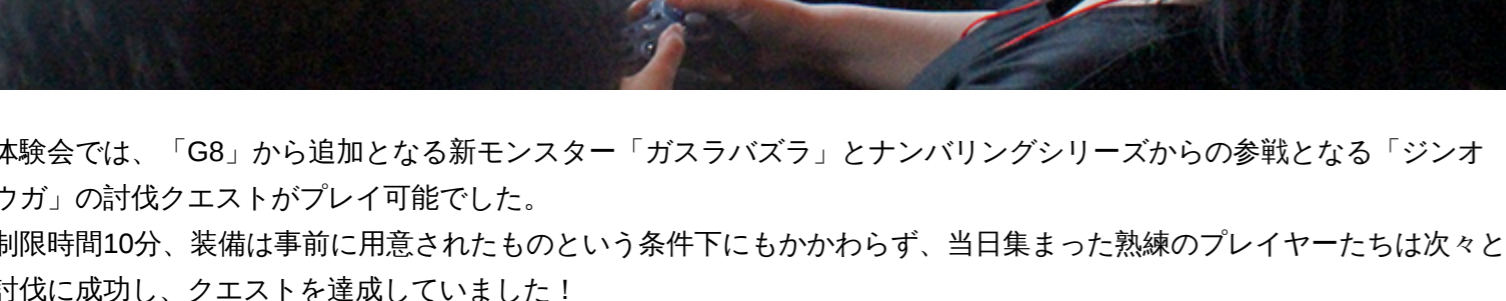 体験会では、「G8」から追加となる新モンスター「ガスラバズラ」とナンバリングシリーズからの参戦となる「ジンオ
ウガ」の討伐クエストがプレイ可能でした。
制限時間10分、装備は事前に用意されたものという条件下にもかかわらず、当日集まった熟練のプレイヤーたちは次々と
討伐に成功し、クエストを達成していました！